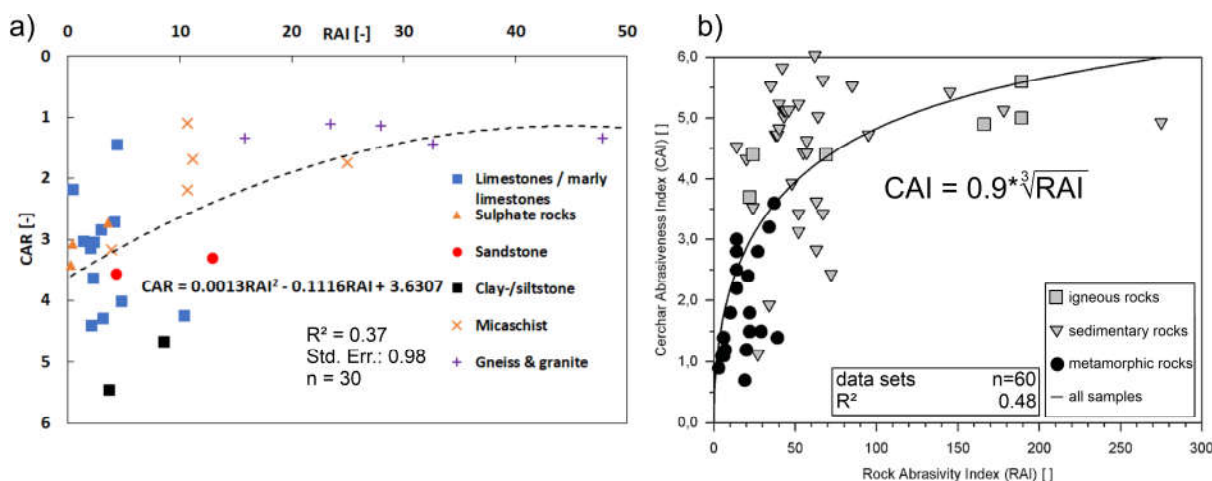 a)
0 10 20 30 40 50
RAI [-]
0
1
2
3
4
5
6
CAR [-]
Limestones / marly
limestones
Sulphate rocks
Sandstone
Clay-/siltstone
Micaschist
Gneiss & granite
CAR = 0.0013RAI² - 0.1116RAI + 3.6307
R² = 0.37
Std. Err.: 0.98
n = 30
b)
6,0
5,0
4,0
3,0
2,0
1,0
0,0
Cerchar Abrasiveness Index (CAI) [ ]
CAI = 0.9*³√RAI
igneous rocks
sedimentary rocks
metamorphic rocks
all samples
data sets n=60
R² 0.48
0 50 100 150 200 250 300
Rock Abrasivity Index (RAI) [ ]